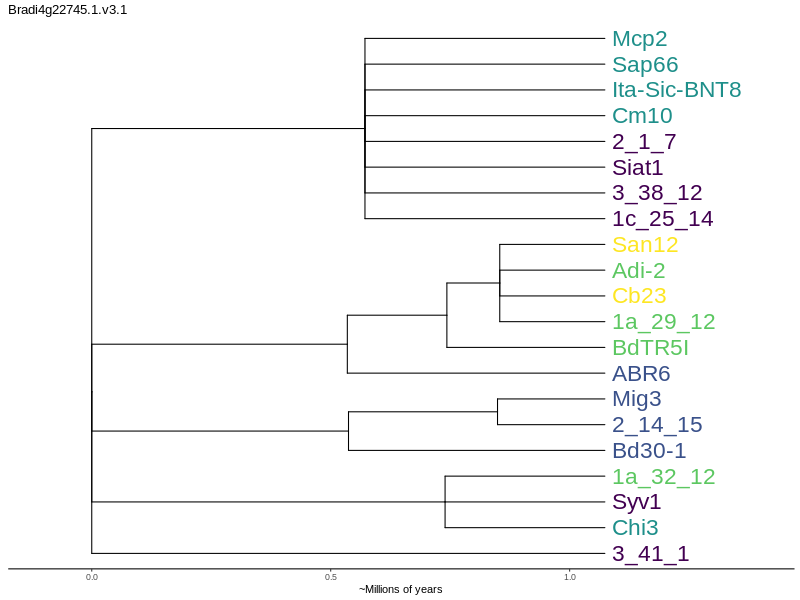 Bradi4g22745.1.v3.1
Mcp2
Sap66
Ita-Sic-BNT8
Cm10
2_1_7
Siat1
3_38_12
1c_25_14
San12
Adi-2
Cb23
1a_29_12
BdTR5I
ABR6
Mig3
2_14_15
Bd30-1
1a_32_12
Syv1
Chi3
3_41_1
0.0 0.5 1.0
~Millions of years